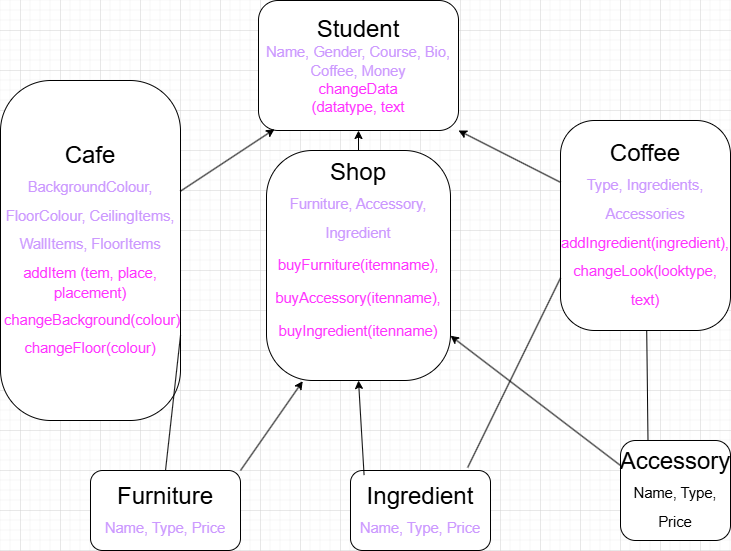 Student
Name, Gender, Course, Bio,
Coffee, Money
changeData
(datatype, text
Cafe
BackgroundColour,
FloorColour, CeilingItems,
WallItems, FloorItems
addItem (tem, place,
placement)
changeBackground(colour)
changeFloor(colour)
Shop
Furniture, Accessory,
Ingredient
buyFurniture(itemname),
buyAccessory(itenname),
buyIngredient(itenname)
Coffee
Type, Ingredients,
Accessories
addIngredient(ingredient),
changeLook(looktype,
text)
Furniture
Name, Type, Price
Ingredient
Name, Type, Price
Accessory
Name, Type,
Price